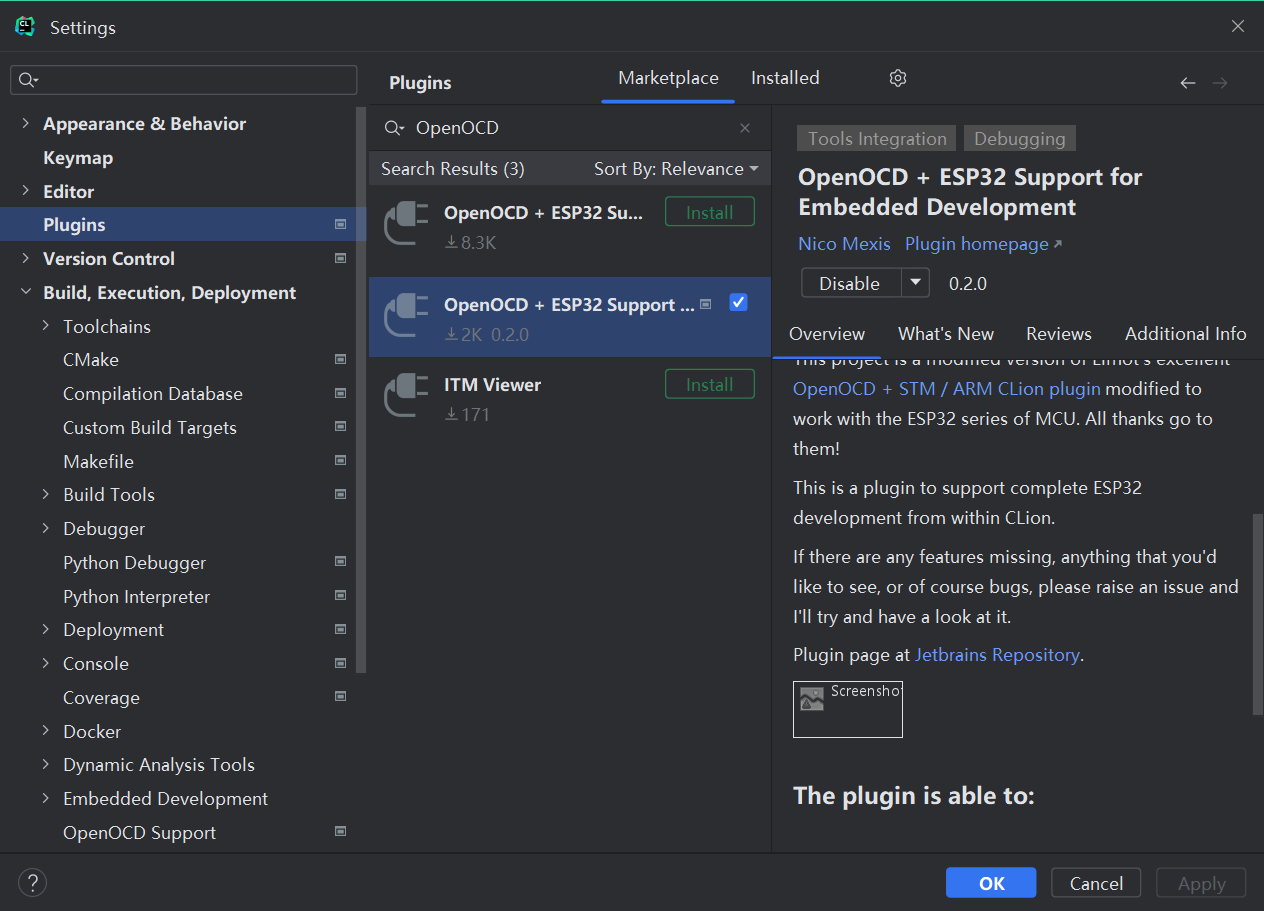 Settings
Appearance & Behavior
Keymap
Editor
Plugins
Version Control
Build, Execution, Deployment
Toolchains
CMake
Compilation Database
Custom Build Targets
Makefile
Build Tools
Debugger
Python Debugger
Python Interpreter
Deployment
Console
Coverage
Docker
Dynamic Analysis Tools
Embedded Development
OpenOCD Support
Plugins
Marketplace
Installed
OpenOCD
Search Results (3)
Sort By: Relevance
OpenOCD + ESP32 Su...
Install
8.3K
OpenOCD + ESP32 Support ...
2K 0.2.0
ITM Viewer
Install
171
Tools Integration
Debugging
OpenOCD + ESP32 Support for
Embedded Development
Nico Mexis
Plugin homepage
Disable
0.2.0
Overview
What's New
Reviews
Additional Info
This project is a modified version of Elmot's excellent
OpenOCD + STM / ARM CLion plugin modified to
work with the ESP32 series of MCU. All thanks go to
them!
This is a plugin to support complete ESP32
development from within CLion.
If there are any features missing, anything that you'd
like to see, or of course bugs, please raise an issue and
I'll try and have a look at it.
Plugin page at Jetbrains Repository.
Screensho
The plugin is able to:
?
OK
Cancel
Apply